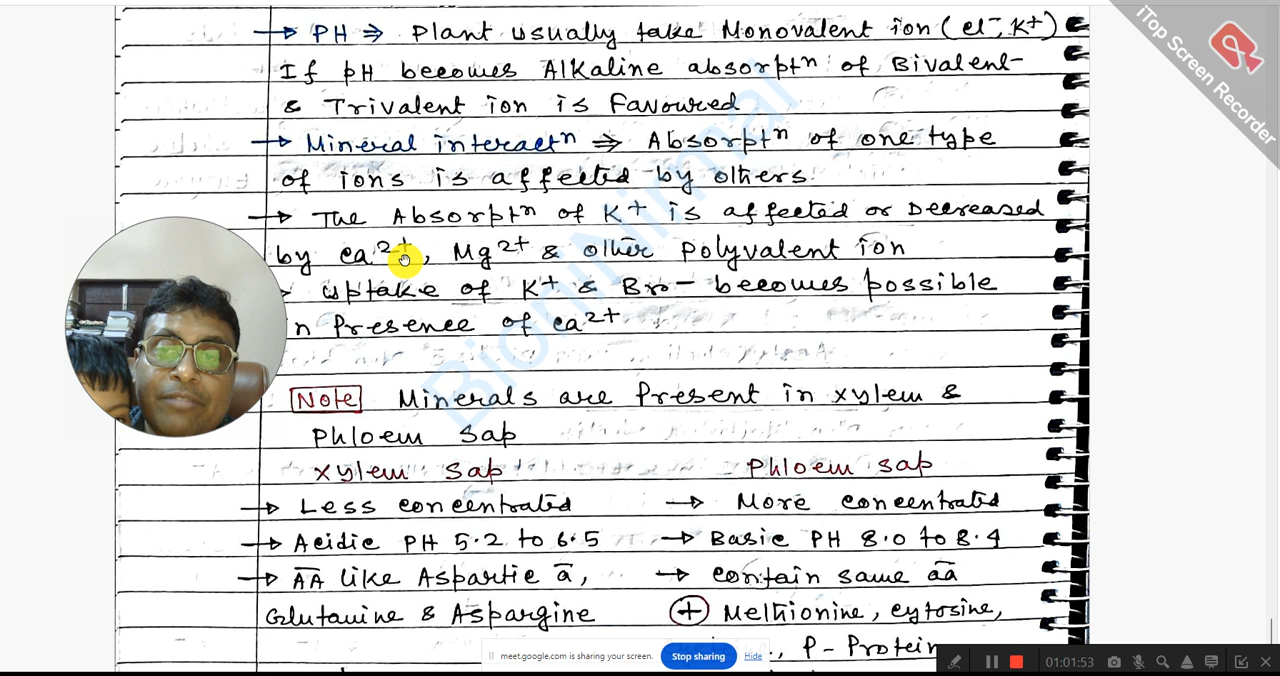 → PH ⇒ Plant usually take Monovalent ion (cl⁻, K+)
If pH becomes Alkaline absorptⁿ of Bivalent
& Trivalent ion is favoured
→ Mineral interactⁿ ⇒ Absorptⁿ of one type
of ions is affected by others.
→ The Absorptⁿ of K+ is affected or Decreased
by ca²⁺, Mg²⁺ & other polyvalent ion
uptake of K+ & Br- becomes possible
n Presence of ca²⁺
Note Minerals are Present in xylem &
Phloem sap
xylem sap Phloem sap
→ Less concentrated → More concentrated
→ Acidic PH 5.2 to 6.5 → Basic PH 8.0 to 8.4
→ AA like Aspartic ā, → contain same aa
Glutamine & Aspargine (+) Methionine, cytosine,
, P-Protein
iTop Screen Recorder
meet.google.com is sharing your screen. Stop sharing Hide
01:01:53